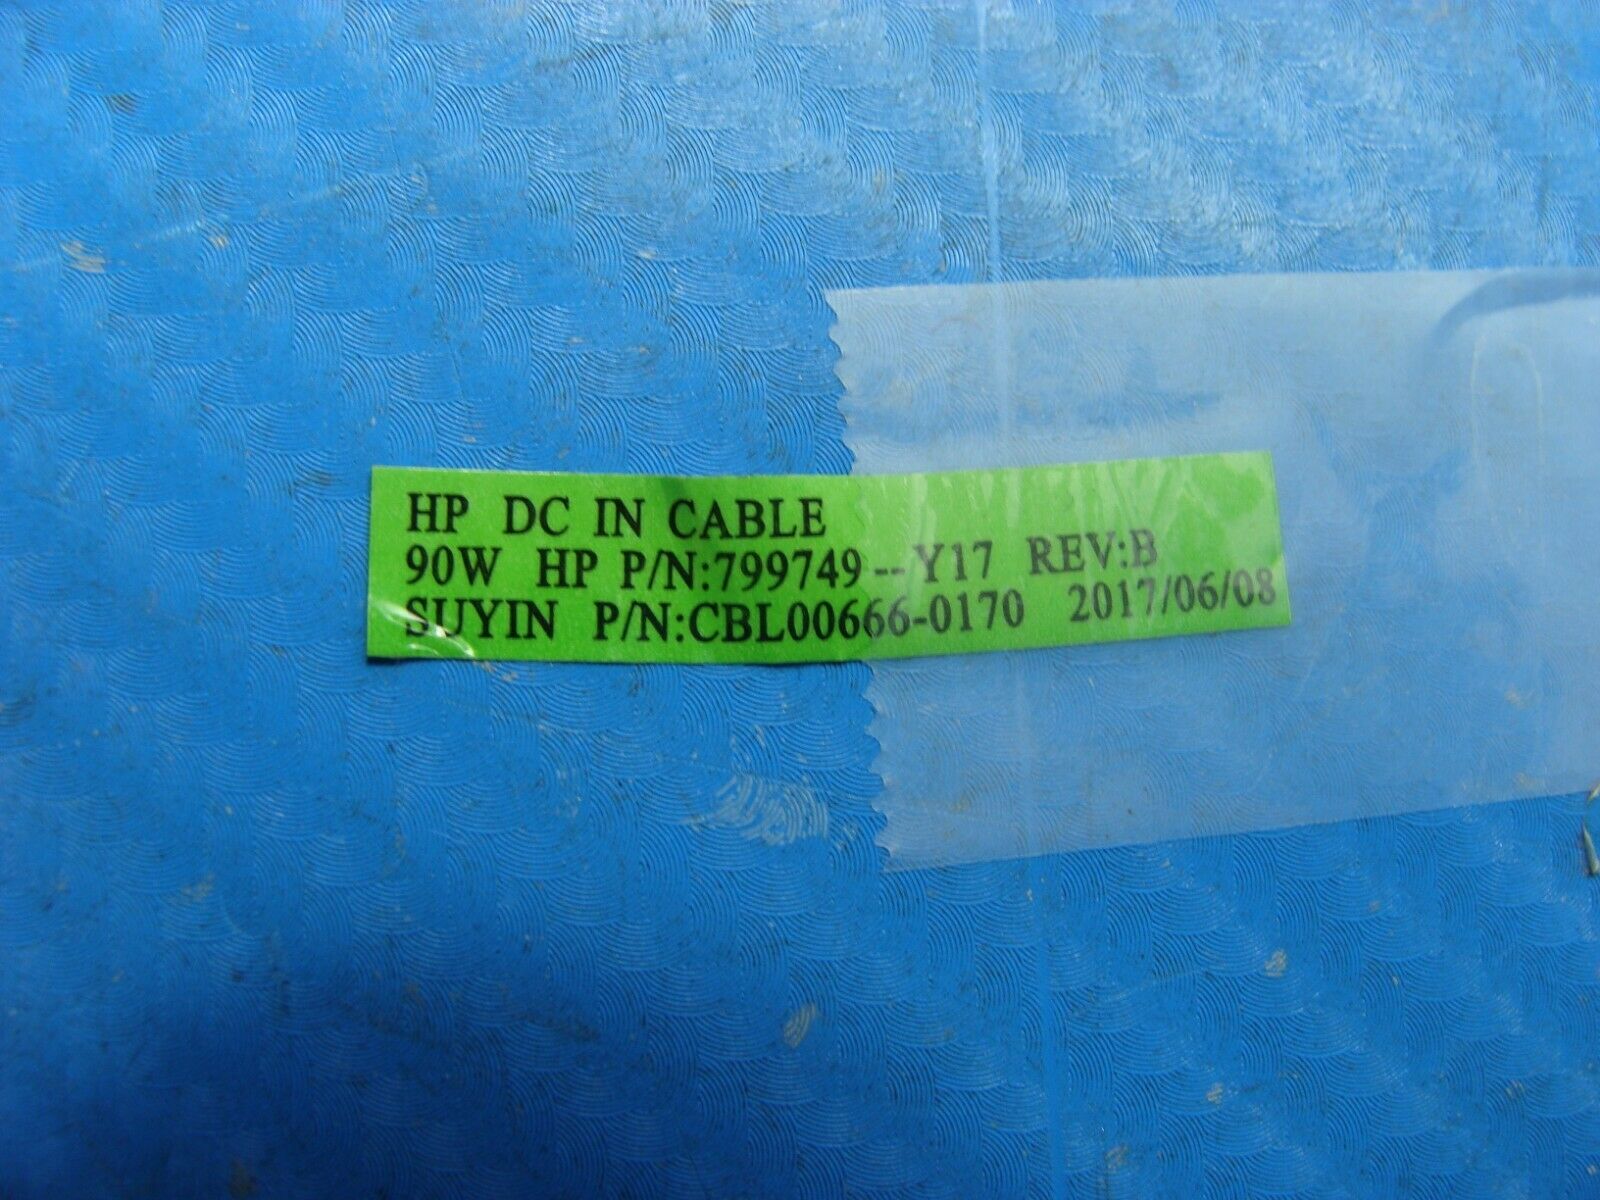 HP DC IN CABLE
90W HP P/N:799749--Y17 REV:B
SUYIN P/N:CBL00666-0170 2017/06/08